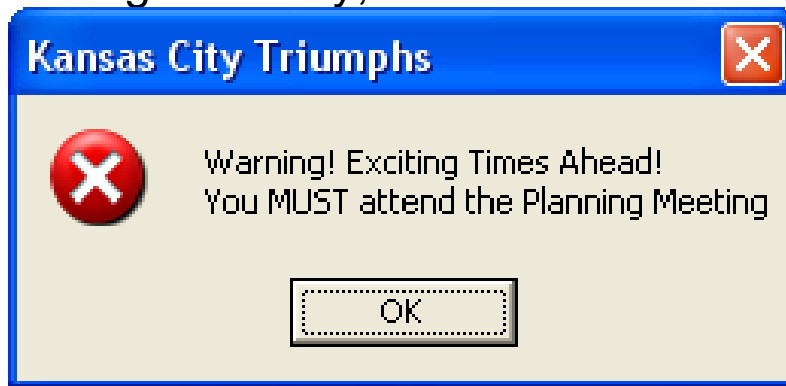 Kansas City Triumphs
Warning! Exciting Times Ahead!
You MUST attend the Planning Meeting
OK